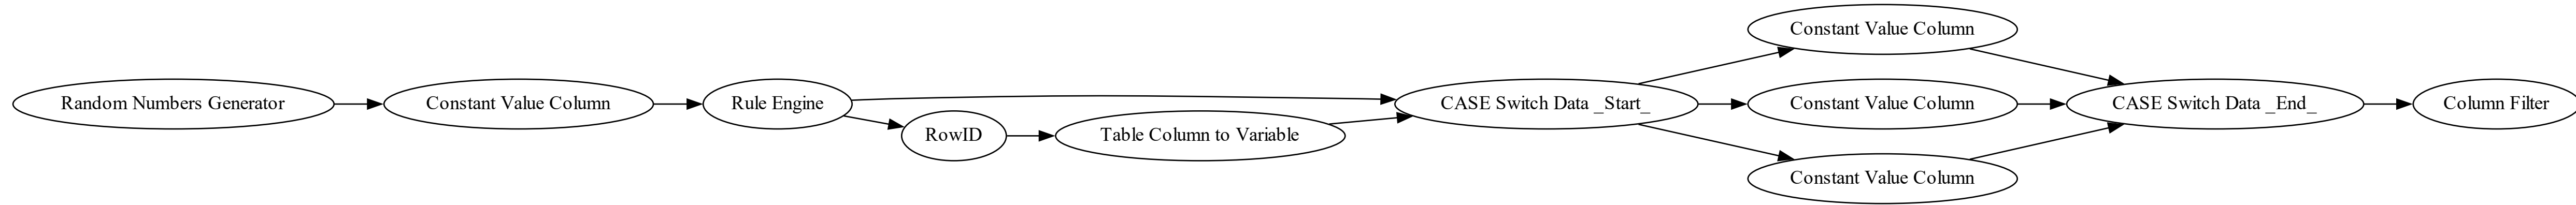 Random Numbers Generator
Constant Value Column
Rule Engine
RowID
Table Column to Variable
CASE Switch Data _Start_
Constant Value Column
Constant Value Column
Constant Value Column
CASE Switch Data _End_
Column Filter